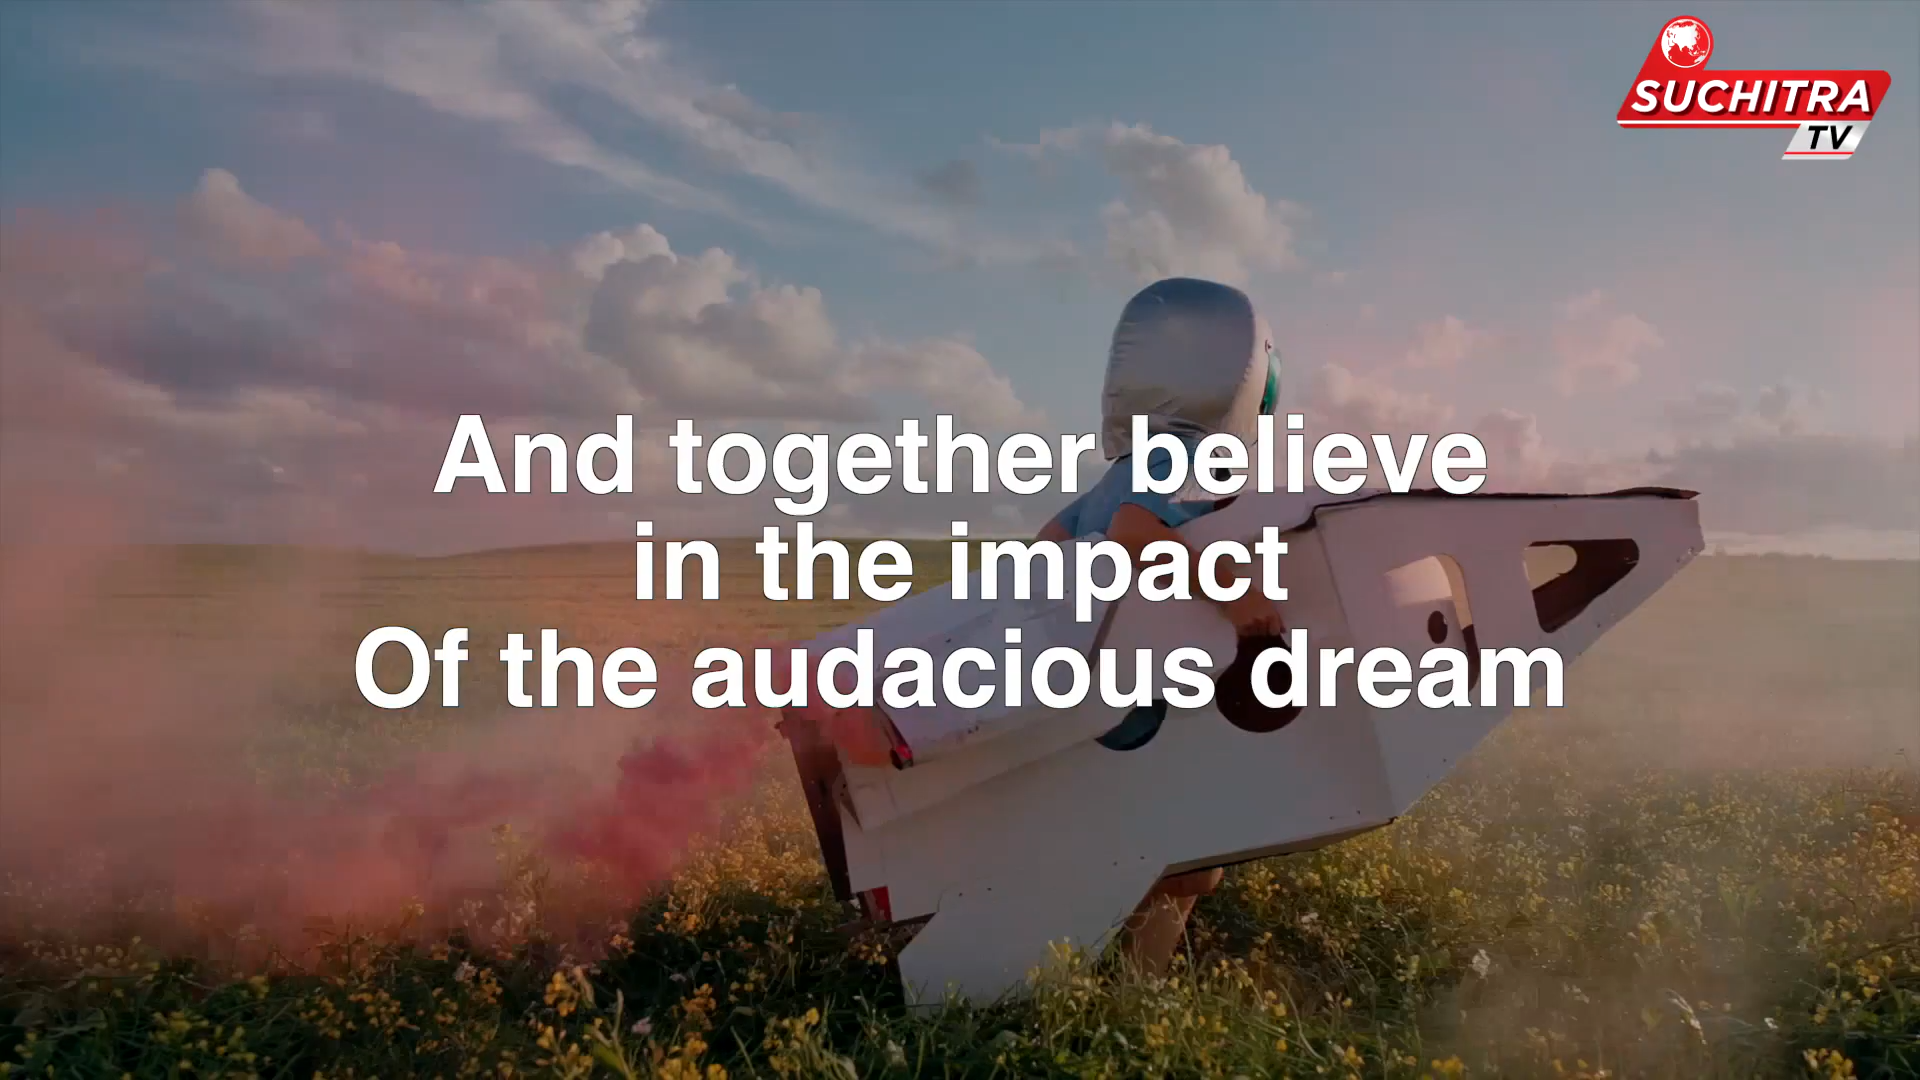 SUCHITRA
TV
And together believe
in the impact
Of the audacious dream